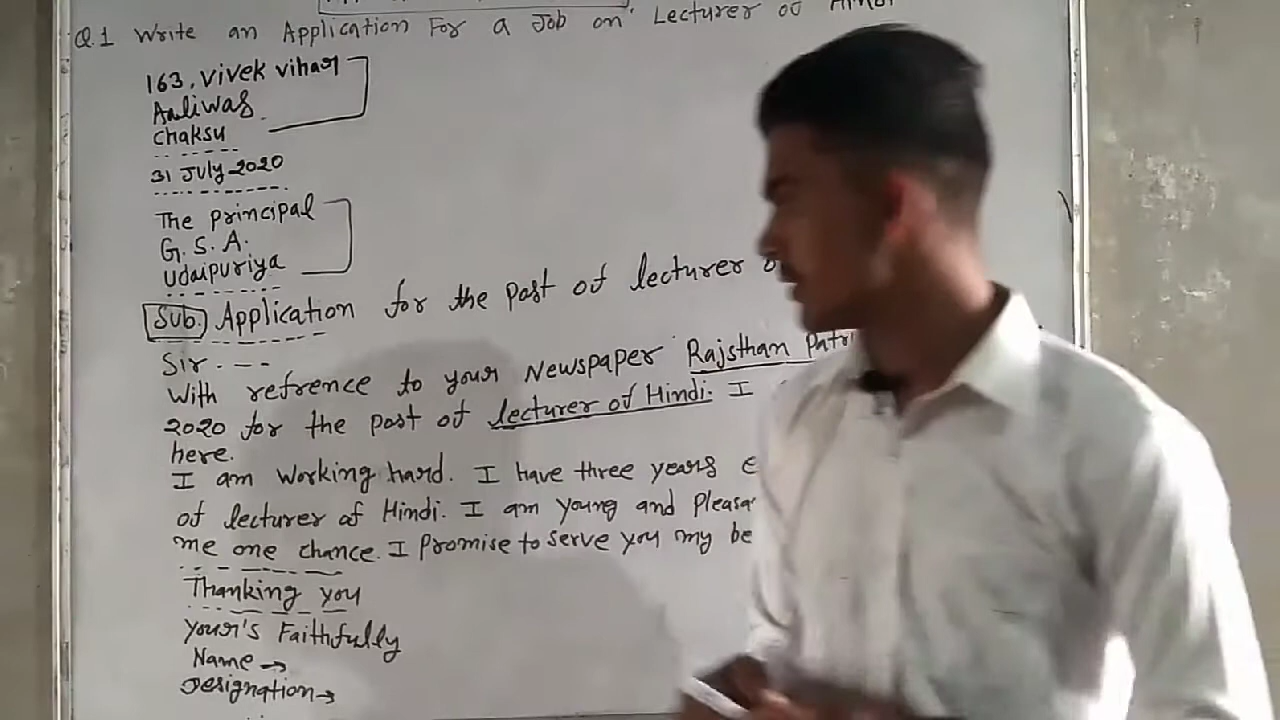 Q.1 Write an Application For a Job on Lecturer of Hindi
163, Vivek vihar
Aaliwas
Chaksu
31 July 2020
The Principal
G. S. A.
Udaipuriya
Sub. Application for the Post of lecturer
Sir
With refrence to your Newspaper Rajsthan Patri
2020 for the post of lecturer of Hindi. I
here.
I am working hard. I have three years
of lecturer of Hindi. I am young and Pleasa
me one chance. I Promise to serve you my be
Thanking you
Your's Faithfully
Name →
Designation →